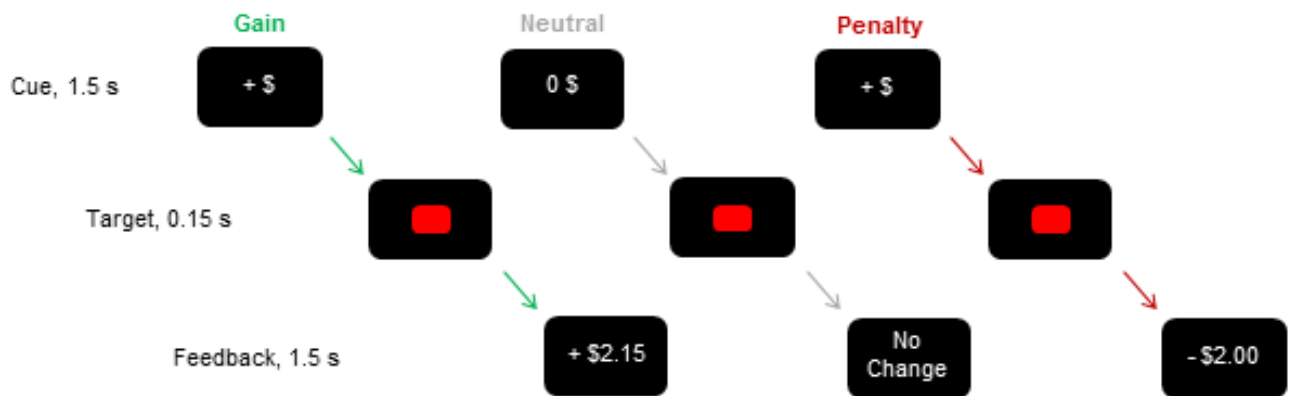 Gain Neutral Penalty
Cue, 1.5 s + $ 0 $ + $
Target, 0.15 s
Feedback, 1.5 s + $2.15 No Change - $2.00